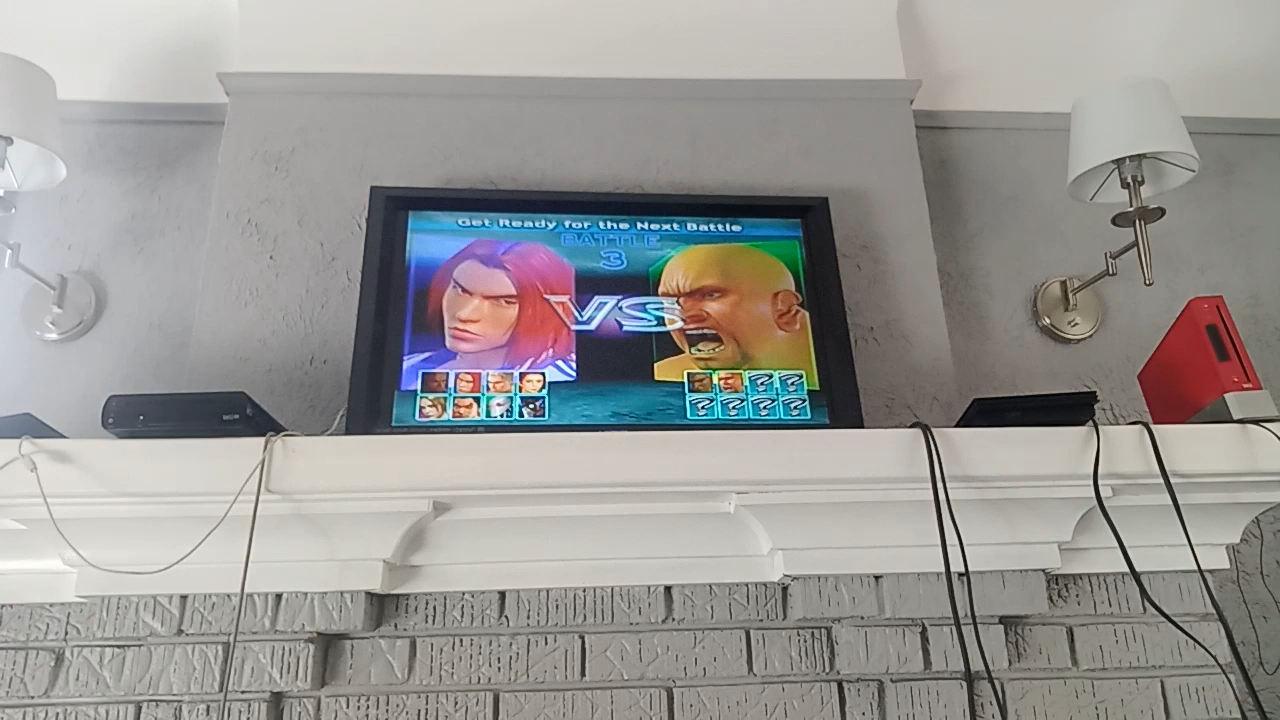 Get Ready for the Next Battle
BATTLE
3
VS
? ?
? ? ? ?